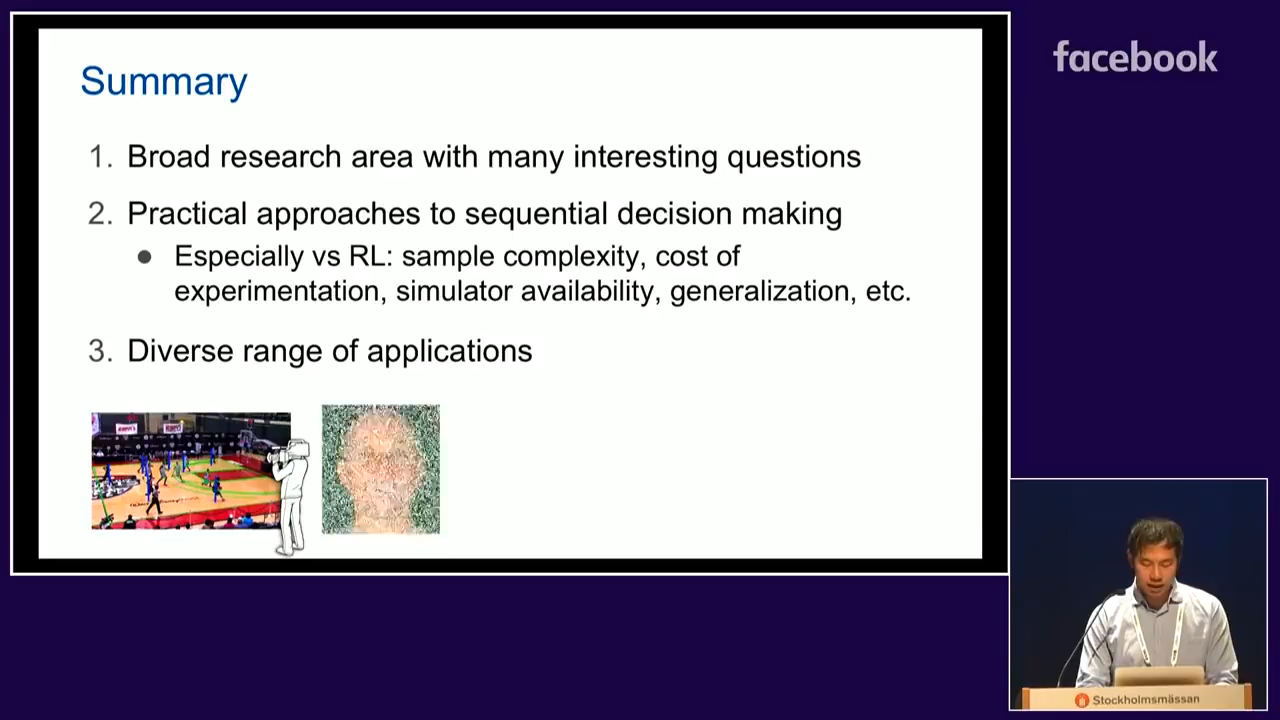 Summary
facebook
1. Broad research area with many interesting questions
2. Practical approaches to sequential decision making
● Especially vs RL: sample complexity, cost of
experimentation, simulator availability, generalization, etc.
3. Diverse range of applications
Stockholmsmässan